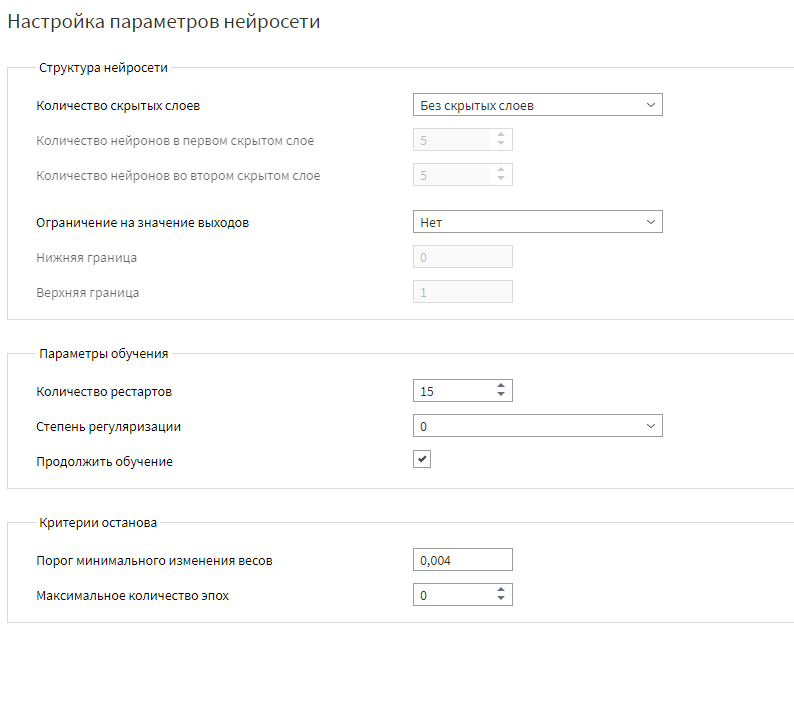 Настройка параметров нейросети
Структура нейросети
Количество скрытых слоев Без скрытых слоев
Количество нейронов в первом скрытом слое 5
Количество нейронов во втором скрытом слое 5
Ограничение на значение выходов Нет
Нижняя граница 0
Верхняя граница 1
Параметры обучения
Количество рестартов 15
Степень регуляризации 0
Продолжить обучение
Критерии останова
Порог минимального изменения весов 0,004
Максимальное количество эпох 0